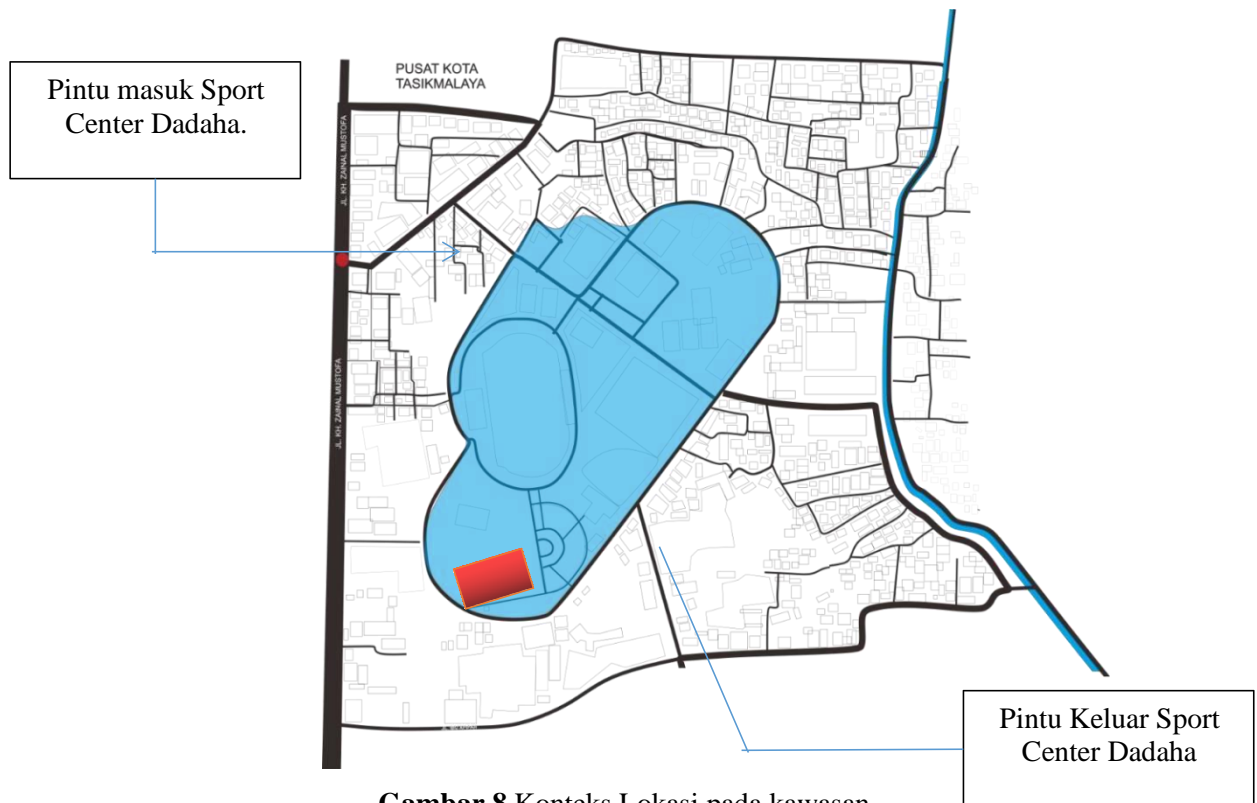 PUSAT KOTA
TASIKMALAYA
Pintu masuk Sport
Center Dadaha.
JL. KH. ZAINAL MUSTOFA
JL. KH. ZAINAL MUSTOFA
Pintu Keluar Sport
Center Dadaha
Gambar 8 Konteks Lokasi pada kawasan